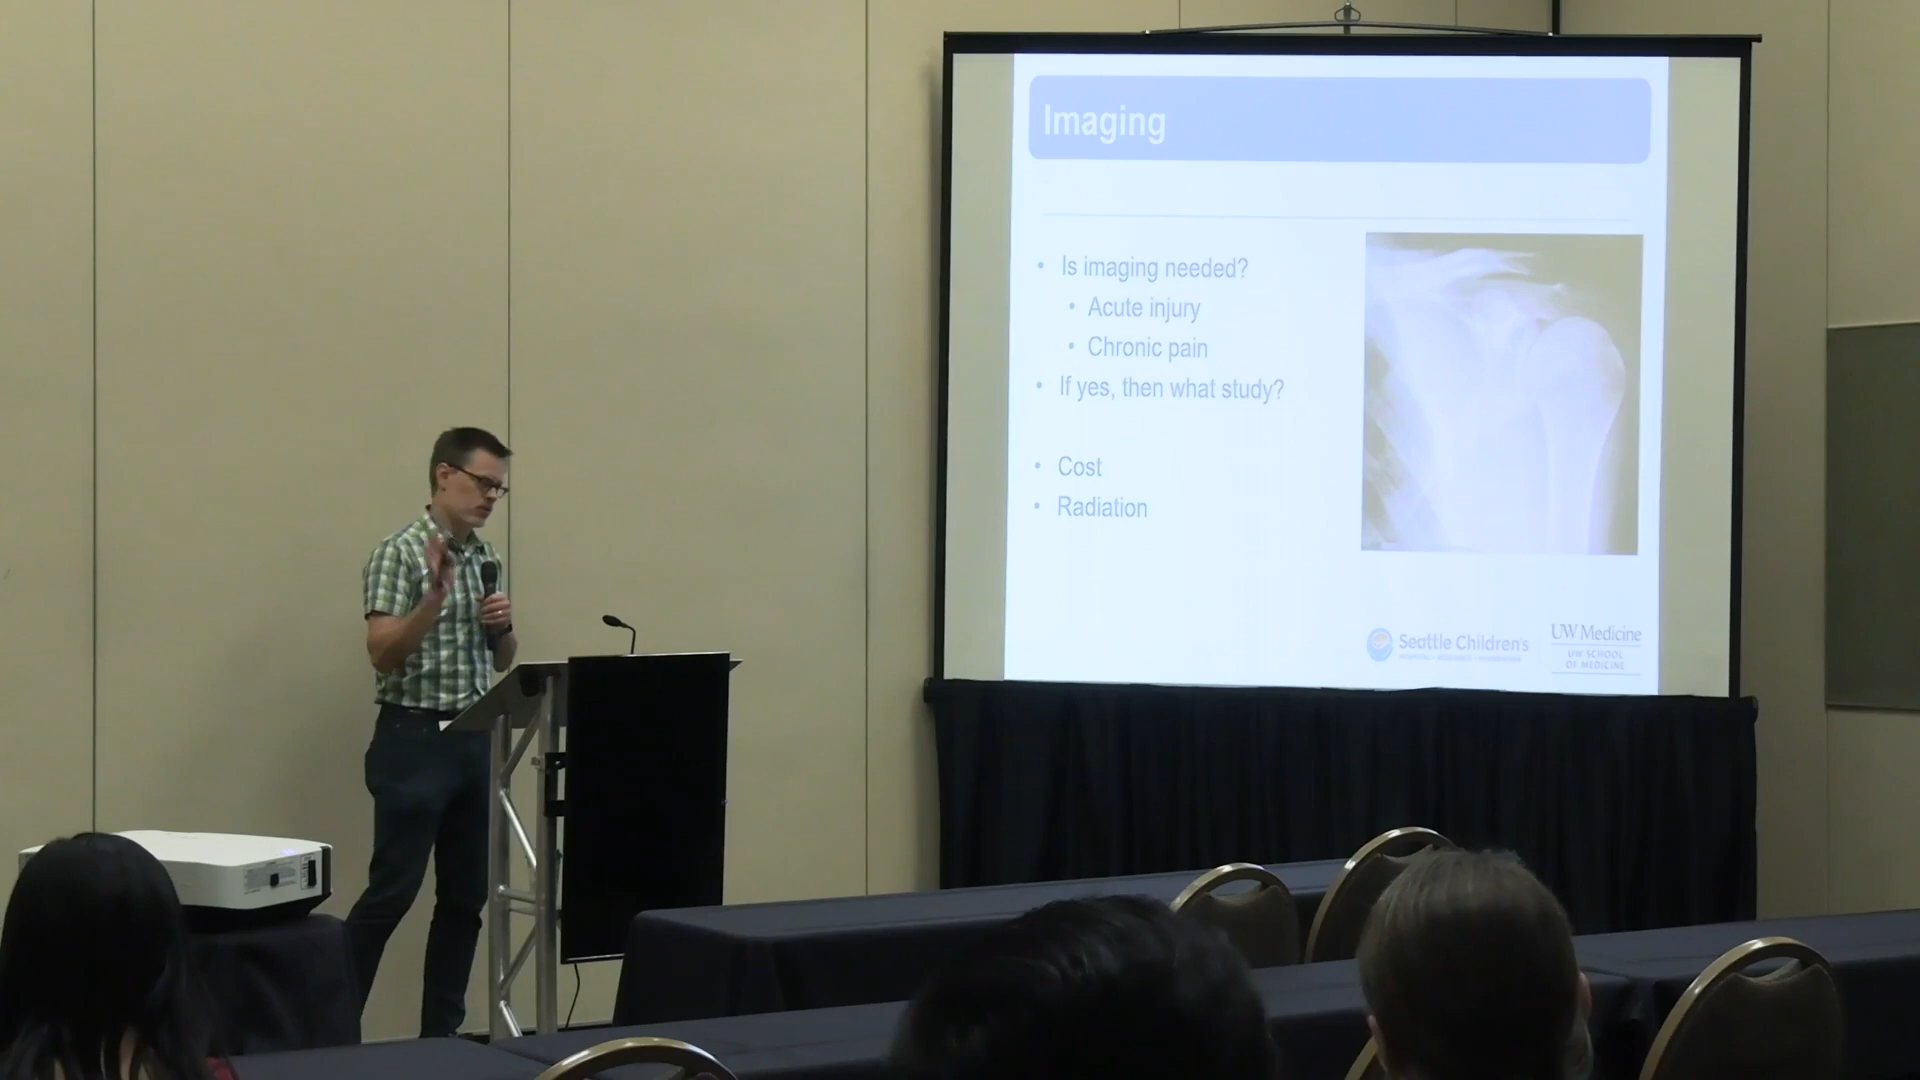 Imaging
• Is imaging needed?
• Acute injury
• Chronic pain
• If yes, then what study?
• Cost
• Radiation
Seattle Children's
UW Medicine
UW SCHOOL
OF MEDICINE